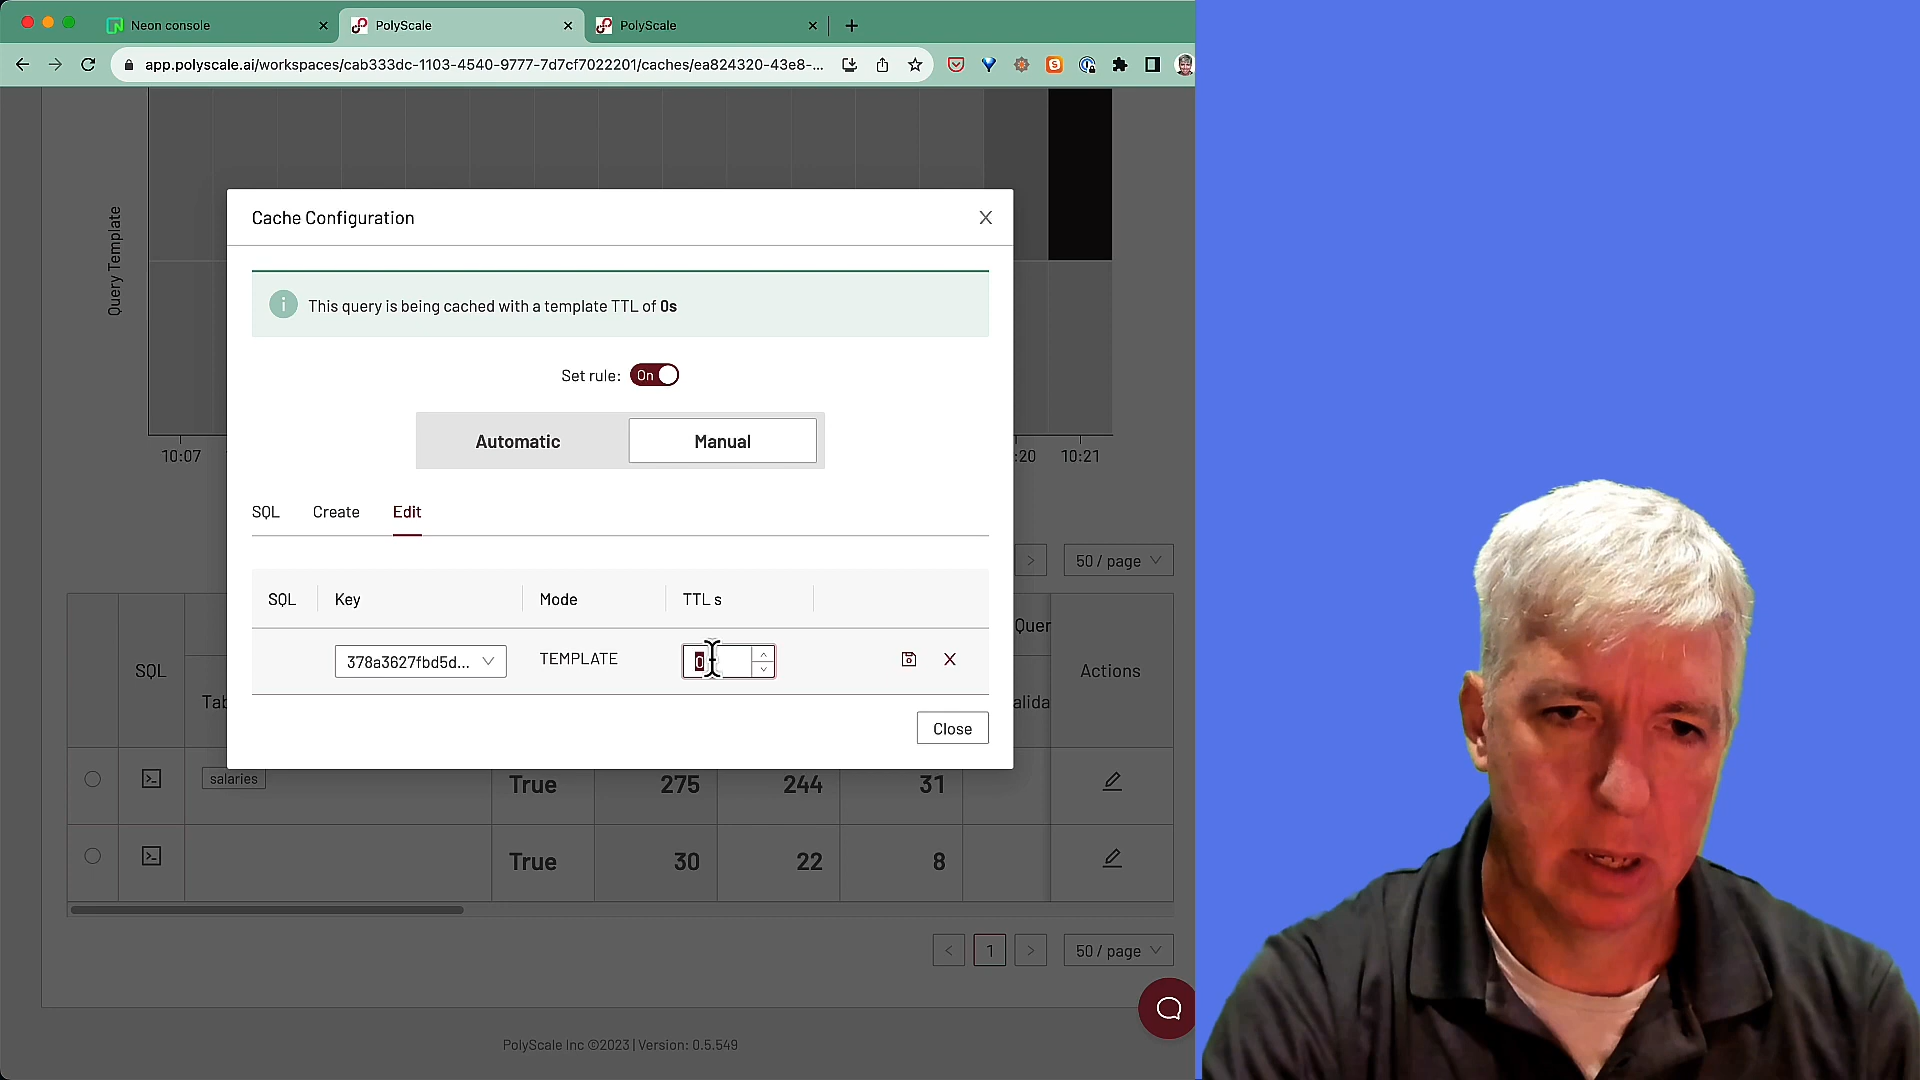 Neon console
PolyScale
PolyScale
app.polyscale.ai/workspaces/cab333dc-1103-4540-9777-7d7cf7022201/caches/ea824320-43e8-...
Cache Configuration
This query is being cached with a template TTL of 0s
Set rule: On
Automatic
Manual
SQL
Create
Edit
SQL
Key
Mode
TTL s
378a3627fbd5d...
TEMPLATE
0
Close
Query Template
10:07
:20
10:21
50 / page
SQL
Tab
Quer
alida
Actions
salaries
True
275
244
31
True
30
22
8
1
50 / page
PolyScale Inc ©2023 | Version: 0.5.549